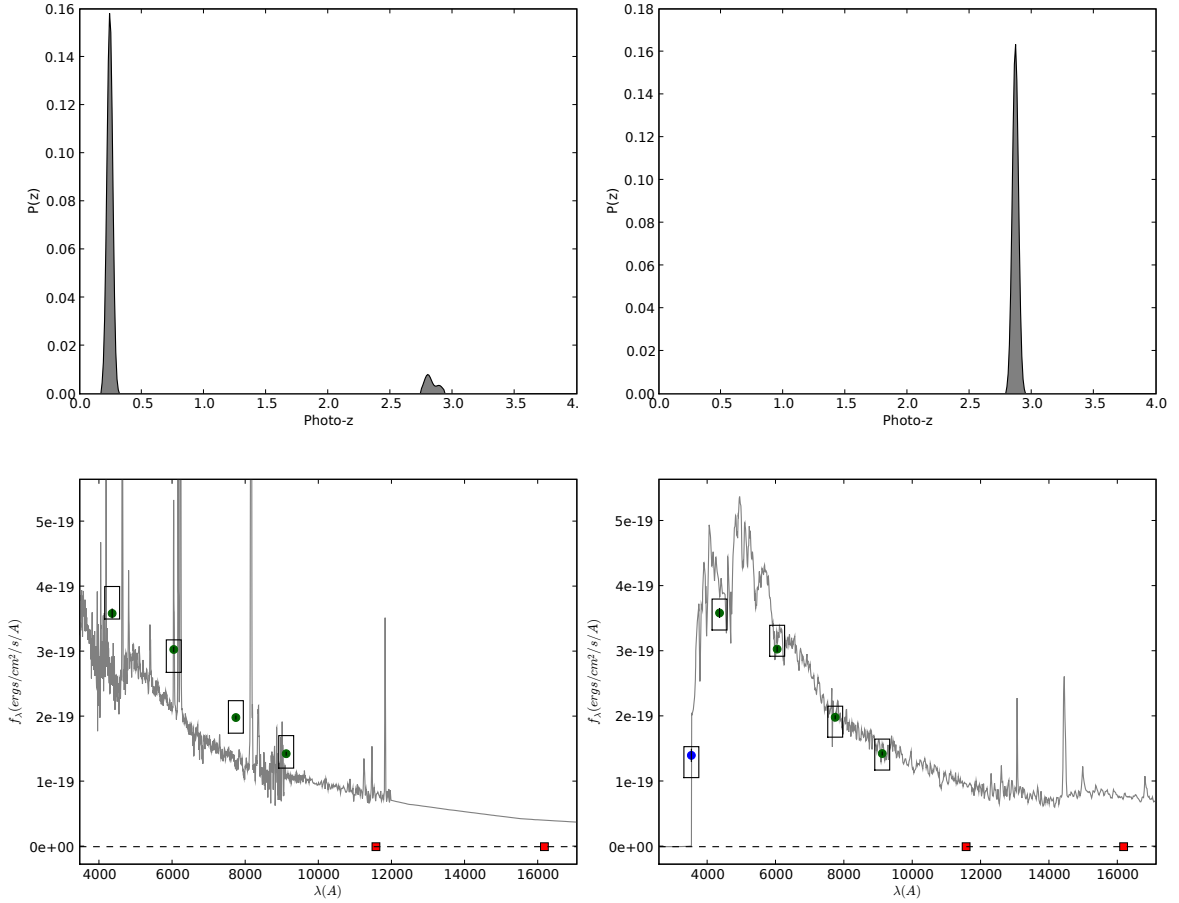 0.16
0.14
0.12
0.10
0.08
0.06
0.04
0.02
0.00
P(z)
0.0 0.5 1.0 1.5 2.0 2.5 3.0 3.5 4.
Photo-z
0.18
0.16
0.14
0.12
0.10
0.08
0.06
0.04
0.02
0.00
P(z)
0.0 0.5 1.0 1.5 2.0 2.5 3.0 3.5 4.0
Photo-z
5e-19
4e-19
3e-19
2e-19
1e-19
0e+00
fλ(ergs/cm2/s/A)
4000 6000 8000 10000 12000 14000 16000
λ(A)
5e-19
4e-19
3e-19
2e-19
1e-19
0e+00
fλ(ergs/cm2/s/A)
4000 6000 8000 10000 12000 14000 16000
λ(A)